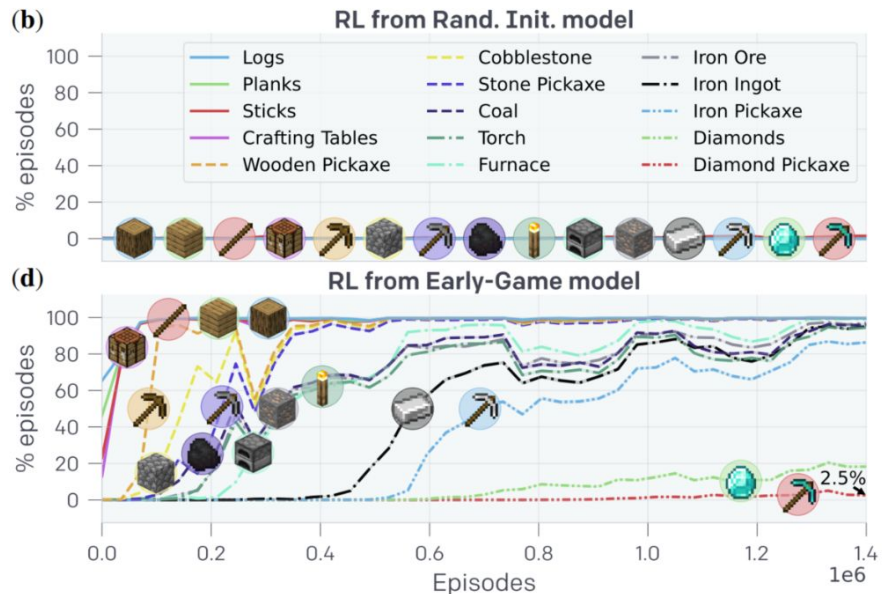 (b) RL from Rand. Init. model
% episodes
100
80
60
40
20
0
Logs
Planks
Sticks
Crafting Tables
Wooden Pickaxe
Cobblestone
Stone Pickaxe
Coal
Torch
Furnace
Iron Ore
Iron Ingot
Iron Pickaxe
Diamonds
Diamond Pickaxe
(d) RL from Early-Game model
% episodes
100
80
60
40
20
0
2.5%
0.0 0.2 0.4 0.6 0.8 1.0 1.2 1.4
1e6
Episodes